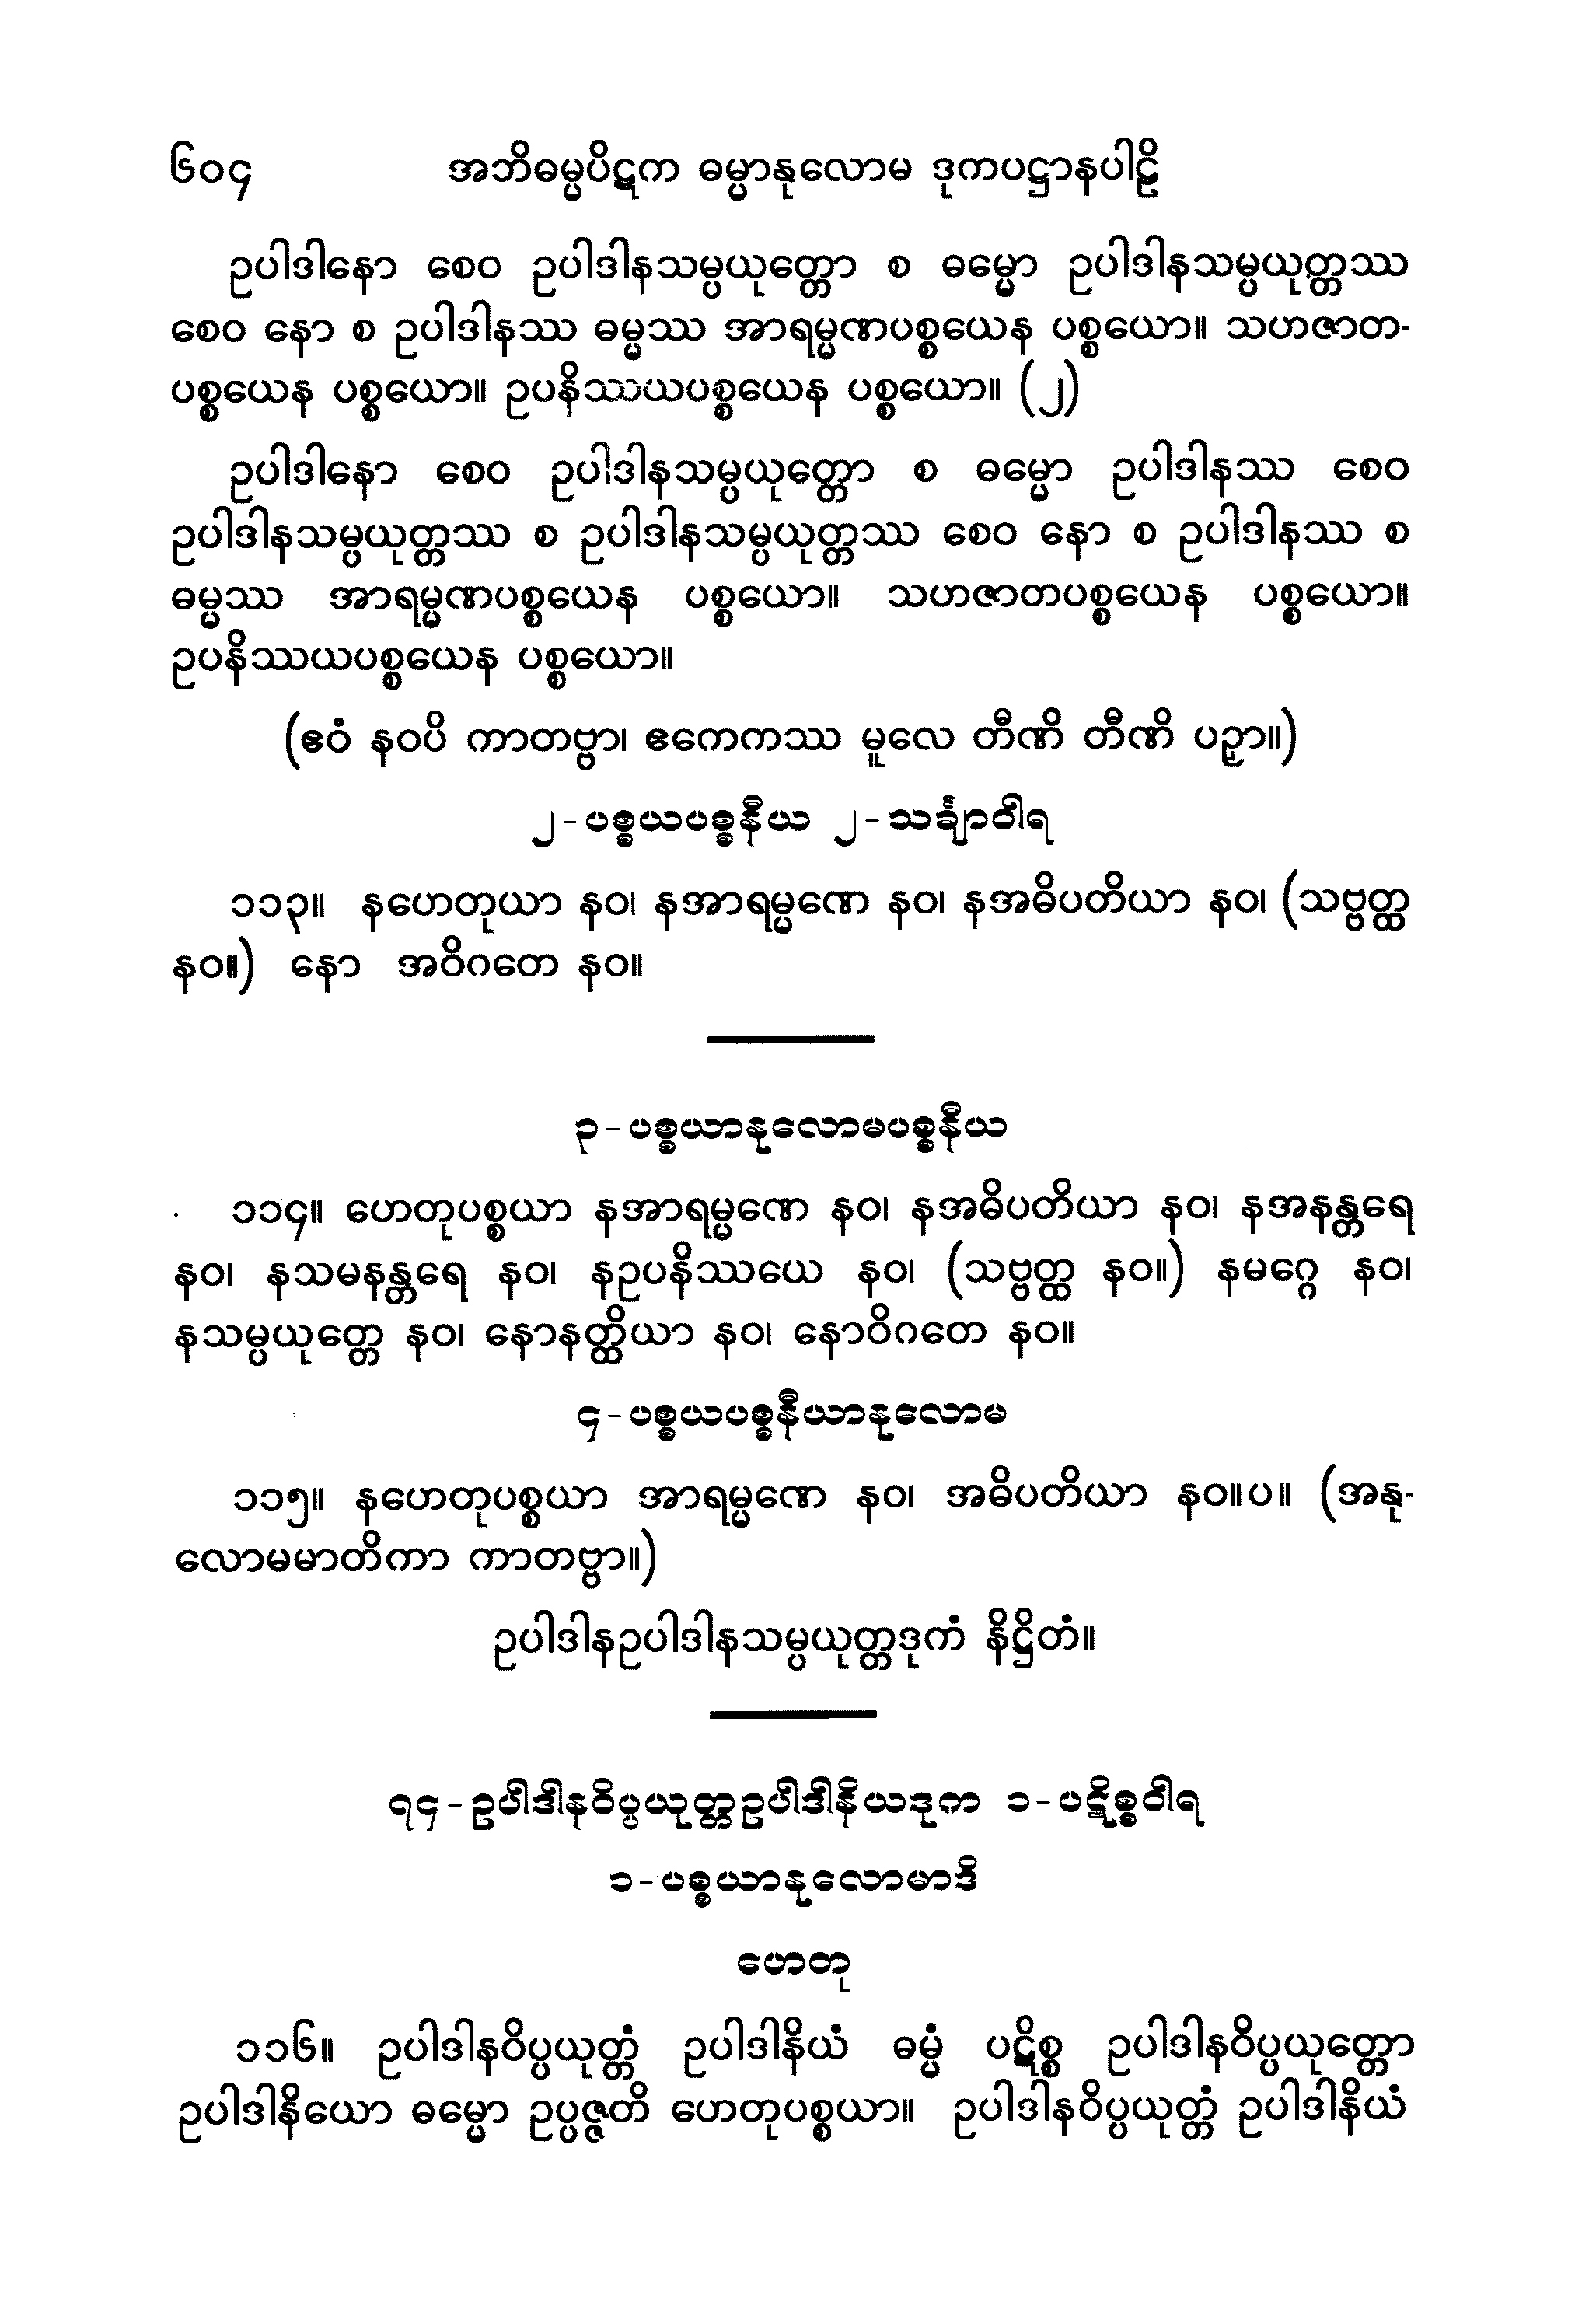 ၆၀၄ အဘိဓမ္မပိဋက ဓမ္မာနုလောမ ဒုကပဋ္ဌာနပါဠိ
ဥပါဒါနော စေဝ ဥပါဒါနသမ္ပယုတ္တော စ ဓမ္မော ဥပါဒါနသမ္ပယုတ္တဿ
စေဝ နော စ ဥပါဒါနဿ ဓမ္မဿ အာရမ္မဏပစ္စယေန ပစ္စယော။ သဟဇာတ-
ပစ္စယေန ပစ္စယော။ ဥပနိဿယပစ္စယေန ပစ္စယော။ (၂)
ဥပါဒါနော စေဝ ဥပါဒါနသမ္ပယုတ္တော စ ဓမ္မော ဥပါဒါနဿ စေဝ
ဥပါဒါနသမ္ပယုတ္တဿ စ ဥပါဒါနသမ္ပယုတ္တဿ စေဝ နော စ ဥပါဒါနဿ စ
ဓမ္မဿ အာရမ္မဏပစ္စယေန ပစ္စယော။ သဟဇာတပစ္စယေန ပစ္စယော။
ဥပနိဿယပစ္စယေန ပစ္စယော။
(ဧဝံ နဝပိ ကာတဗ္ဗာ၊ ဧကေကဿ မူလေ တီဏိ တီဏိ ပဉှာ။)
၂-ပစ္စယပစ္စနီယ ၂-သင်္ချာဝါရ
၁၁၃။ နဟေတုယာ နဝ၊ နအာရမ္မဏေ နဝ၊ နအဓိပတိယာ နဝ၊ (သဗ္ဗတ္ထ
နဝ။) နော အဝိဂတေ နဝ။
၃-ပစ္စယာနုလောမပစ္စနီယ
၁၁၄။ ဟေတုပစ္စယာ နအာရမ္မဏေ နဝ၊ နအဓိပတိယာ နဝ၊ နအနန္တရေ
နဝ၊ နသမနန္တရေ နဝ၊ နဥပနိဿယေ နဝ၊ (သဗ္ဗတ္ထ နဝ။) နမဂ္ဂေ နဝ၊
နသမ္ပယုတ္တေ နဝ၊ နောနတ္ထိယာ နဝ၊ နောဝိဂတေ နဝ။
၄-ပစ္စယပစ္စနီယာနုလောမ
၁၁၅။ နဟေတုပစ္စယာ အာရမ္မဏေ နဝ၊ အဓိပတိယာ နဝ။ပ။ (အနု-
လောမမာတိကာ ကာတဗ္ဗာ။)
ဥပါဒါနဥပါဒါနသမ္ပယုတ္တဒုကံ နိဋ္ဌိတံ။
၇၄-ဥပါဒါနဝိပ္ပယုတ္တဥပါဒါနိယဒုက ၁-ပဋိစ္စဝါရ
၁-ပစ္စယာနုလောမာဒိ
ဟေတု
၁၁၆။ ဥပါဒါနဝိပ္ပယုတ္တံ ဥပါဒါနိယံ ဓမ္မံ ပဋိစ္စ ဥပါဒါနဝိပ္ပယုတ္တော
ဥပါဒါနိယော ဓမ္မော ဥပ္ပဇ္ဇတိ ဟေတုပစ္စယာ။ ဥပါဒါနဝိပ္ပယုတ္တံ ဥပါဒါနိယံ